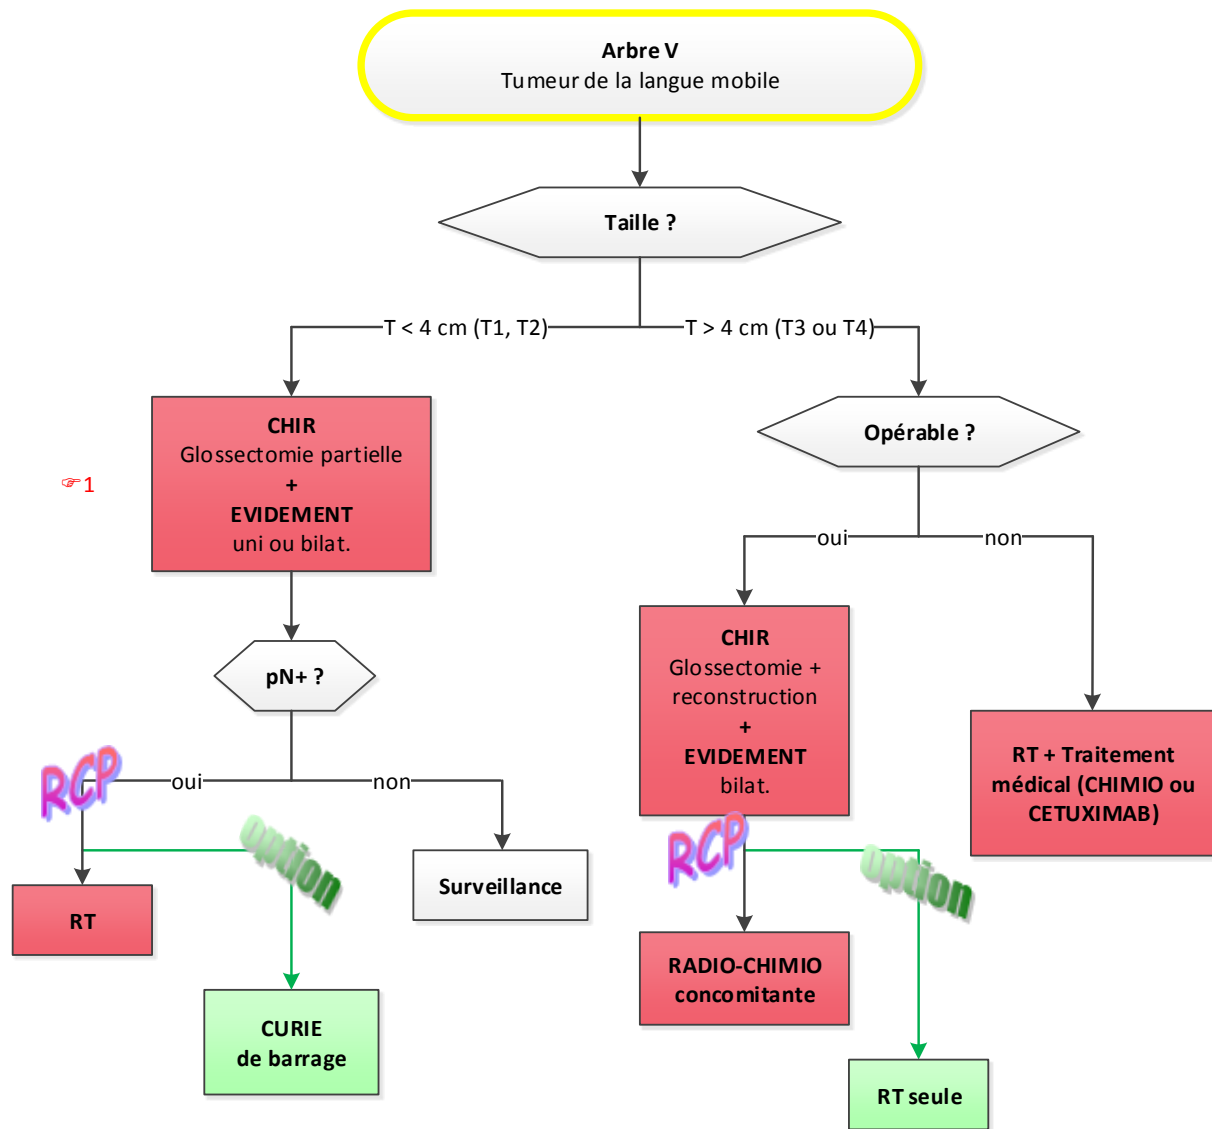 Arbre V
Tumeur de la langue mobile
Taille ?
T < 4 cm (T1, T2)
T > 4 cm (T3 ou T4)
CHIR
Glossectomie partielle
+
EVIDEMENT
uni ou bilat.
☞1
Opérable ?
oui
non
pN+ ?
CHIR
Glossectomie +
reconstruction
+
EVIDEMENT
bilat.
RT + Traitement
médical (CHIMIO ou
CETUXIMAB)
RCP
oui
non
option
Surveillance
RT
CURIE
de barrage
RCP
option
RADIO-CHIMIO
concomitante
RT seule